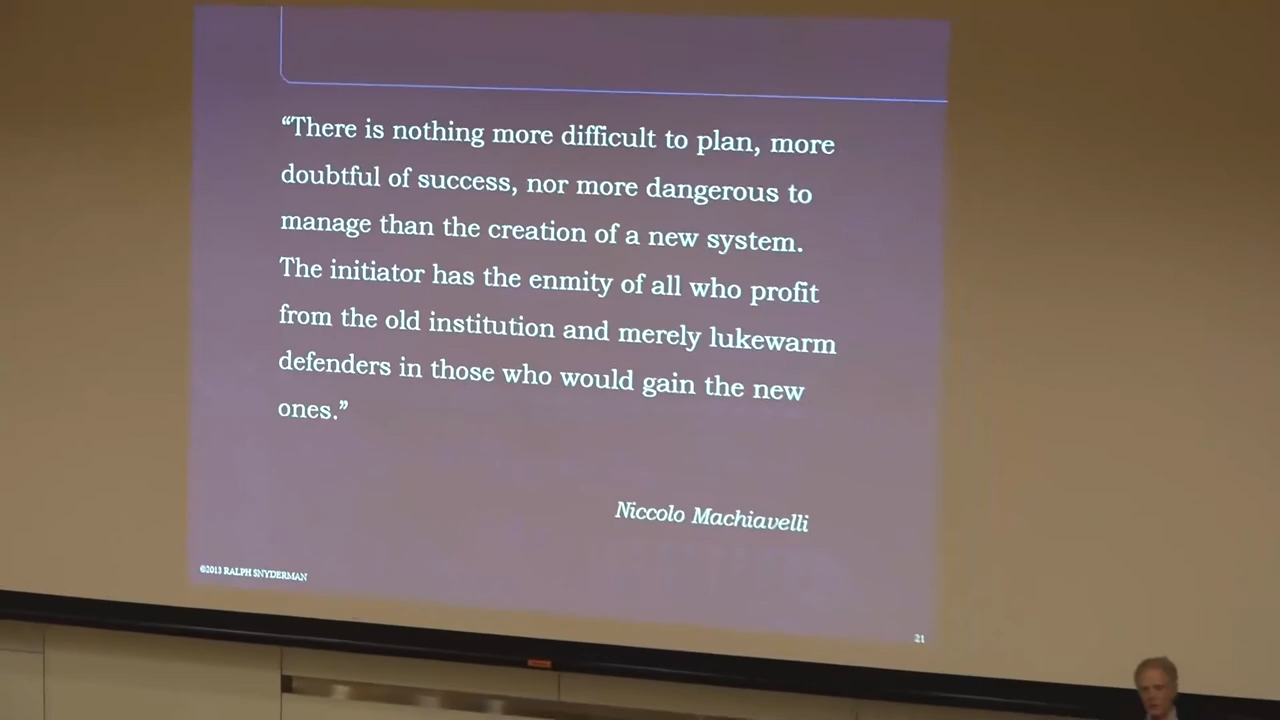 “There is nothing more difficult to plan, more
doubtful of success, nor more dangerous to
manage than the creation of a new system.
The initiator has the enmity of all who profit
from the old institution and merely lukewarm
defenders in those who would gain the new
ones.”
Niccolo Machiavelli
©2013 RALPH SNYDERMAN
21